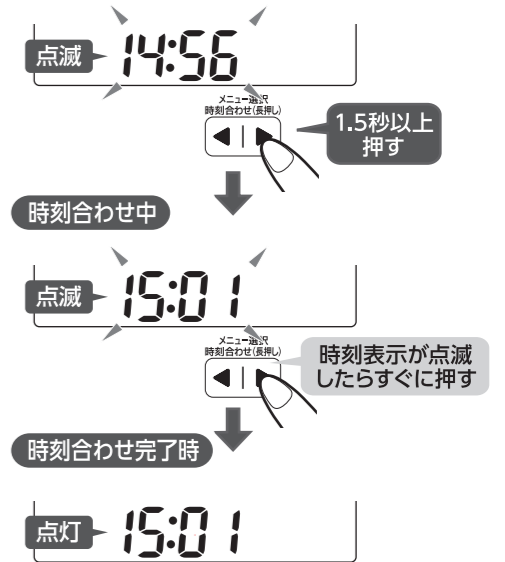 点滅
14:56
メニュー選択
時刻合わせ(長押し)
1.5秒以上
押す
時刻合わせ中
点滅
15:01
メニュー選択
時刻合わせ(長押し)
時刻表示が点滅
したらすぐに押す
時刻合わせ完了時
点灯
15:01